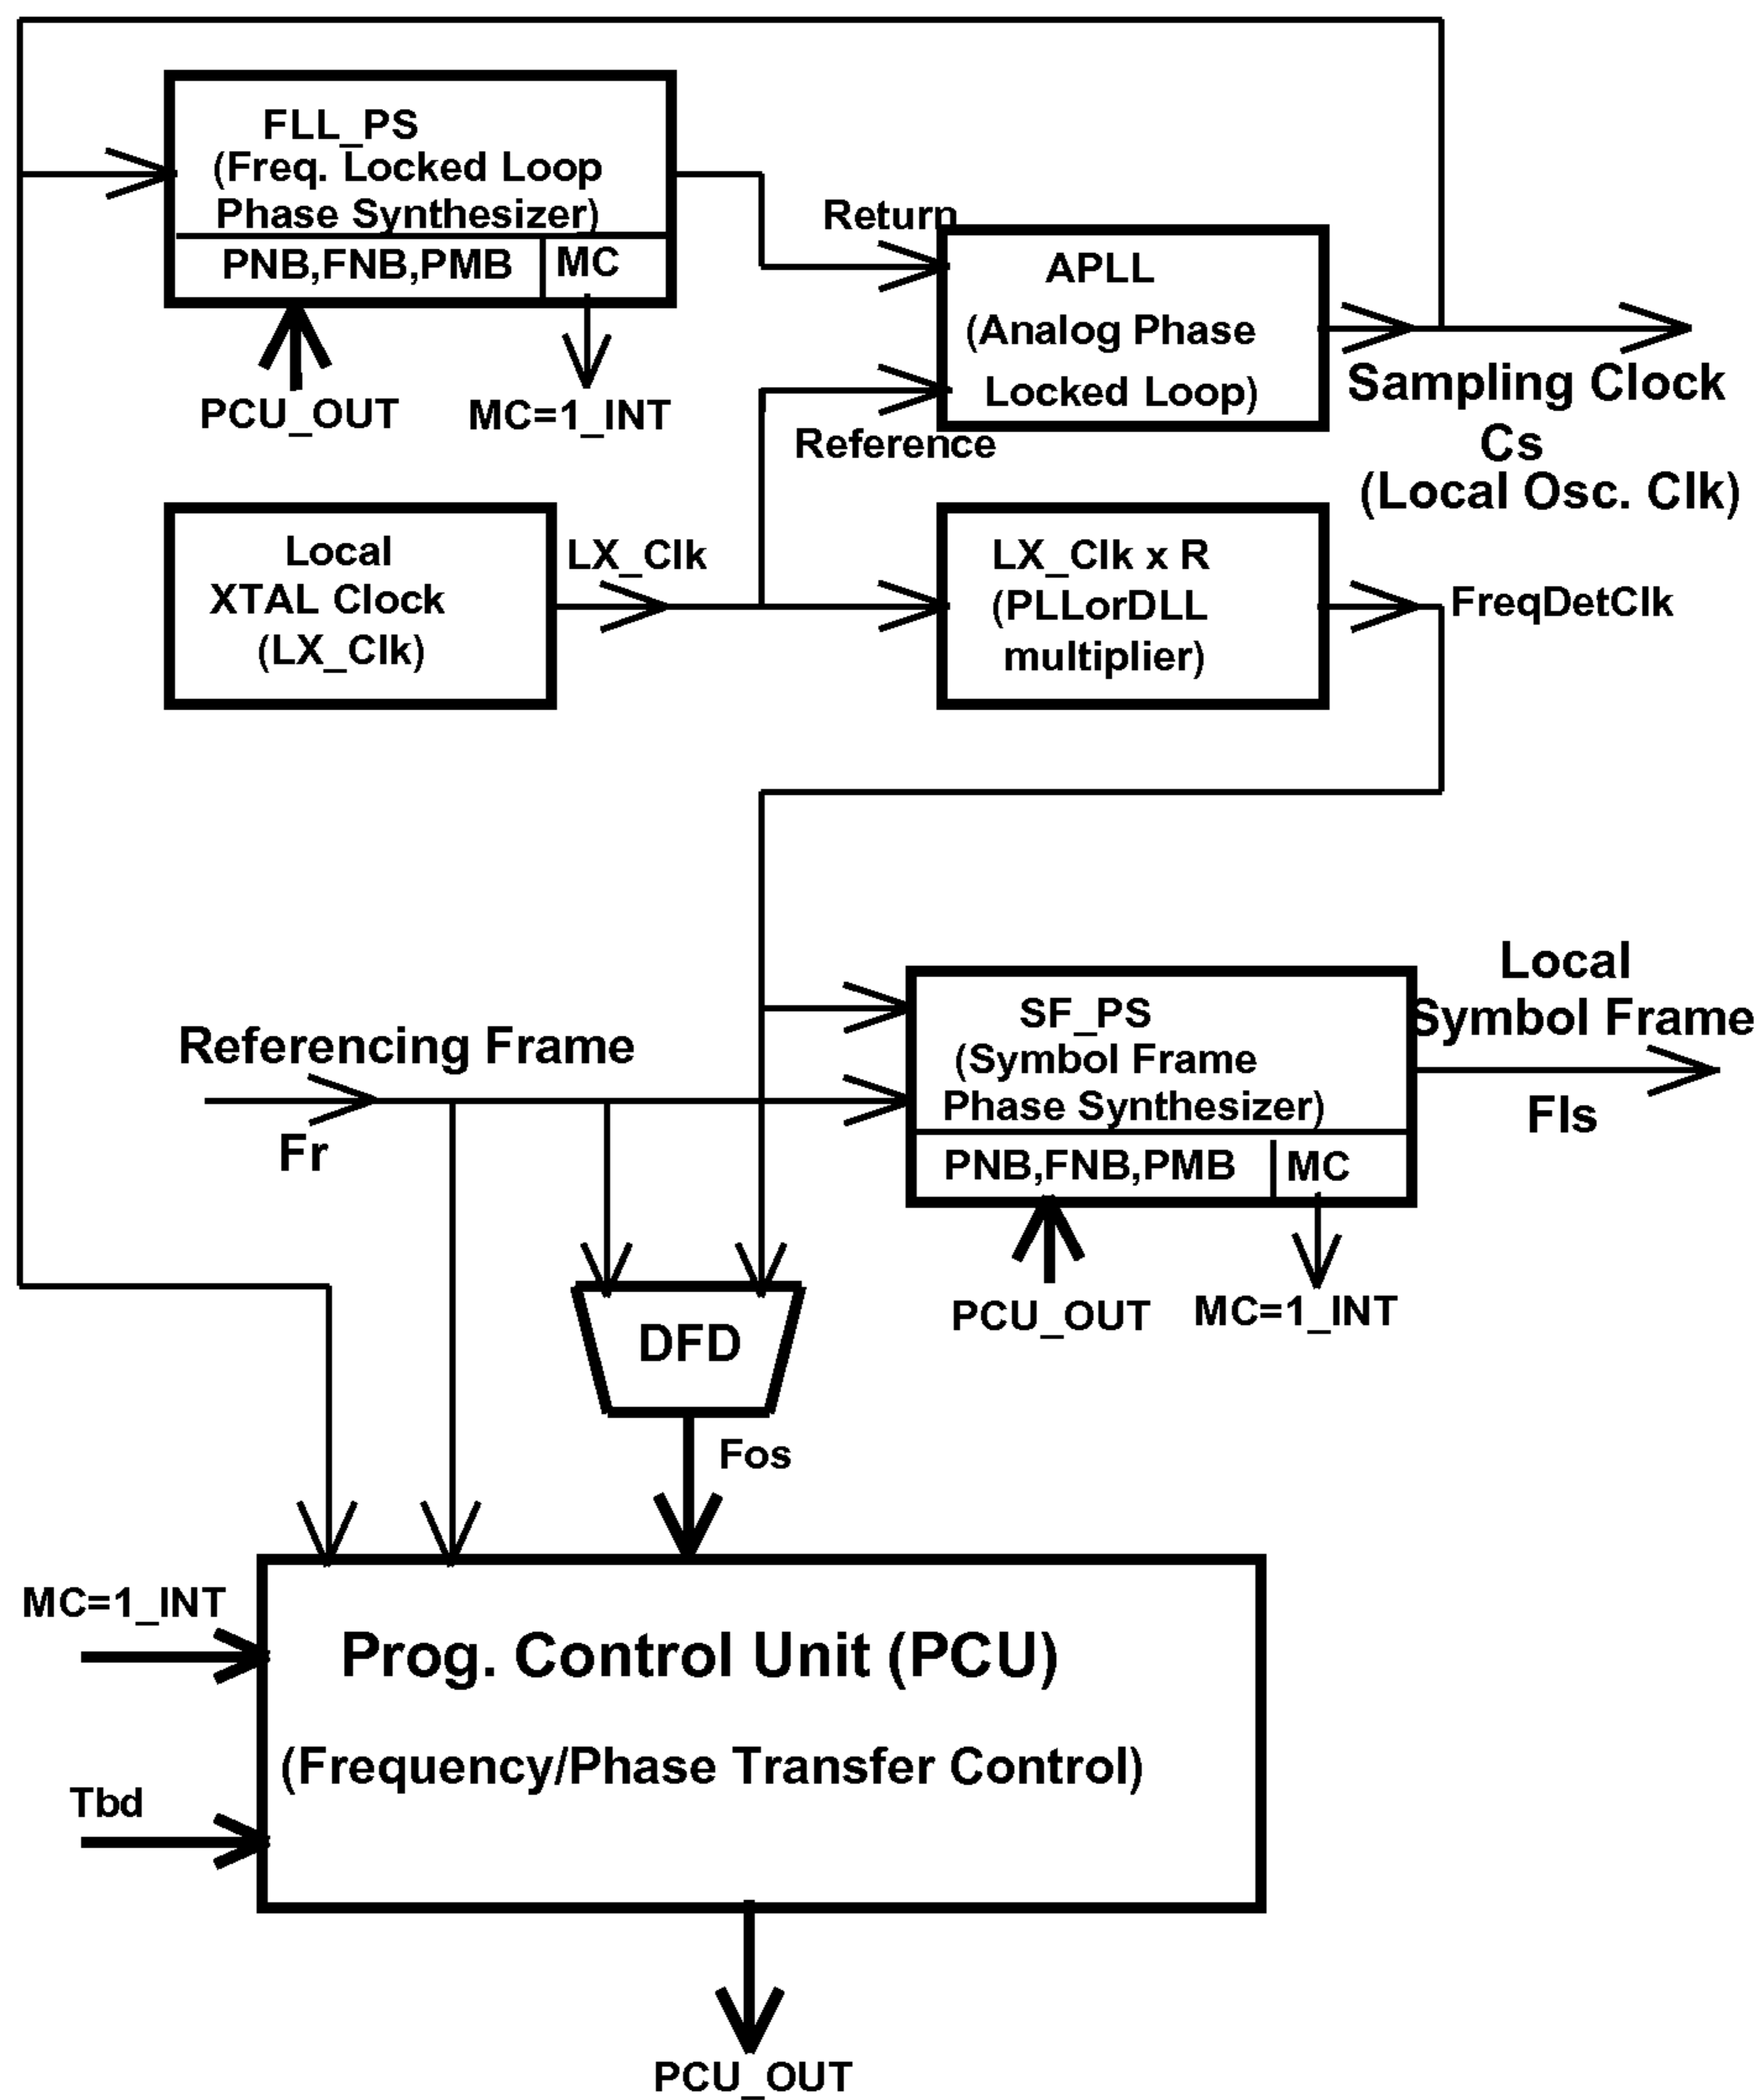 FLL_PS
(Freq. Locked Loop
Phase Synthesizer)
PNB,FNB,PMB
MC
PCU_OUT
MC=1_INT
Return
APLL
(Analog Phase
Locked Loop)
Reference
Sampling Clock
Cs
(Local Osc. Clk)
Local
XTAL Clock
(LX_Clk)
LX_Clk
LX_Clk x R
(PLLorDLL
multiplier)
FreqDetClk
Referencing Frame
Fr
SF_PS
(Symbol Frame
Phase Synthesizer)
PNB,FNB,PMB
MC
PCU_OUT
MC=1_INT
Local
Symbol Frame
Fls
DFD
Fos
MC=1_INT
Tbd
Prog. Control Unit (PCU)
(Frequency/Phase Transfer Control)
PCU_OUT